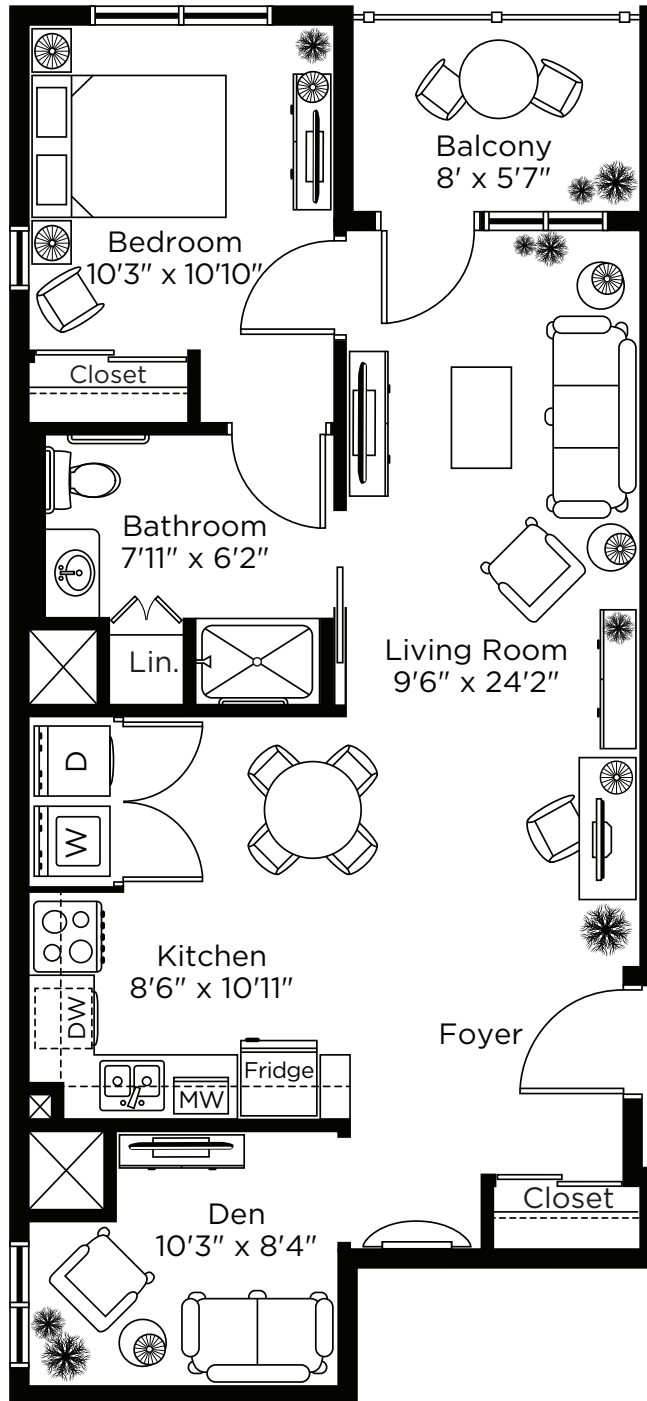 Balcony
8' x 5'7"
Bedroom
10'3" x 10'10"
Closet
Bathroom
7'11" x 6'2"
Lin.
Living Room
9'6" x 24'2"
D
W
Kitchen
8'6" x 10'11"
DW
Foyer
Fridge
MW
Closet
Den
10'3" x 8'4"